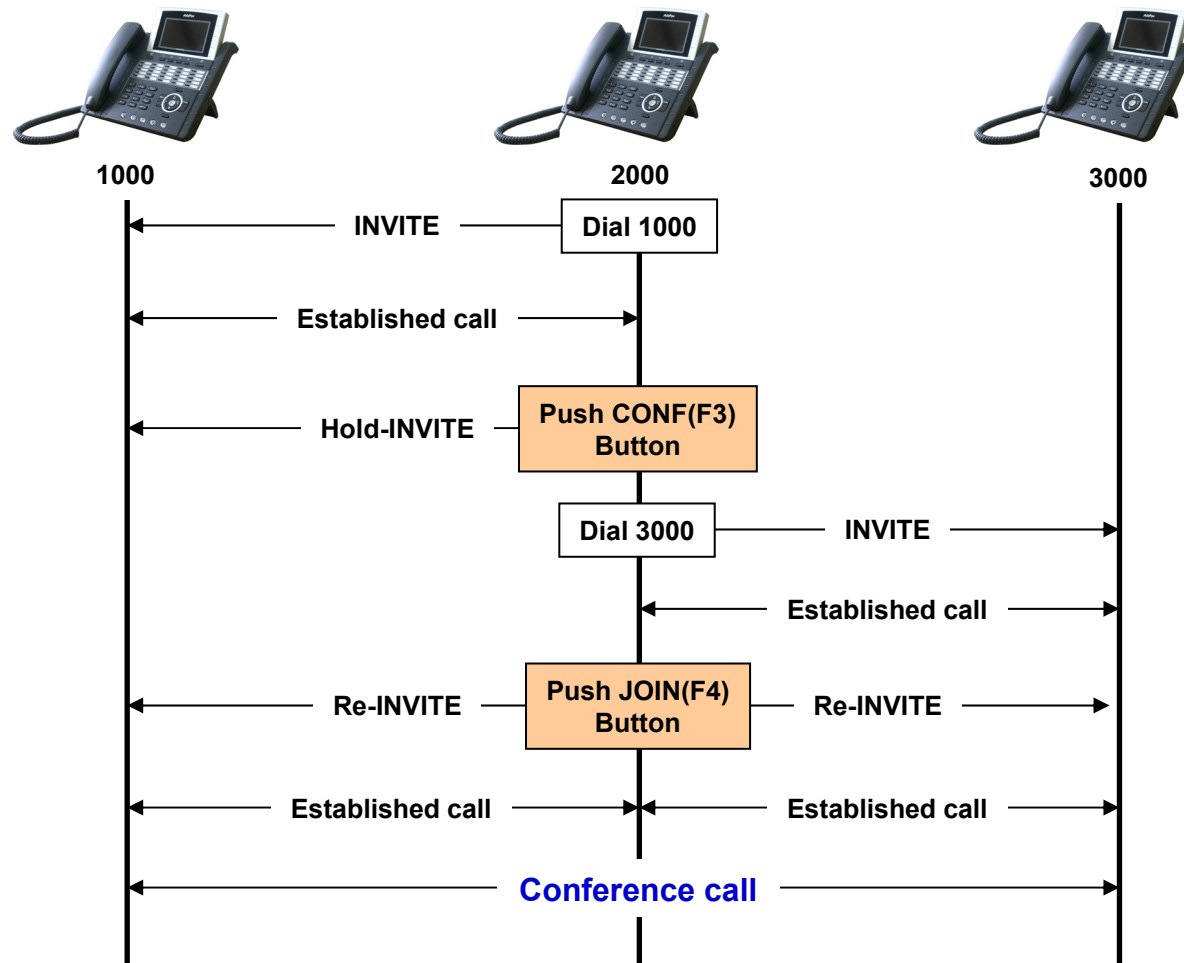 1000
2000
3000
INVITE
Dial 1000
Established call
Hold-INVITE
Push CONF(F3)
Button
Dial 3000
INVITE
Established call
Re-INVITE
Push JOIN(F4)
Button
Re-INVITE
Established call
Established call
Conference call